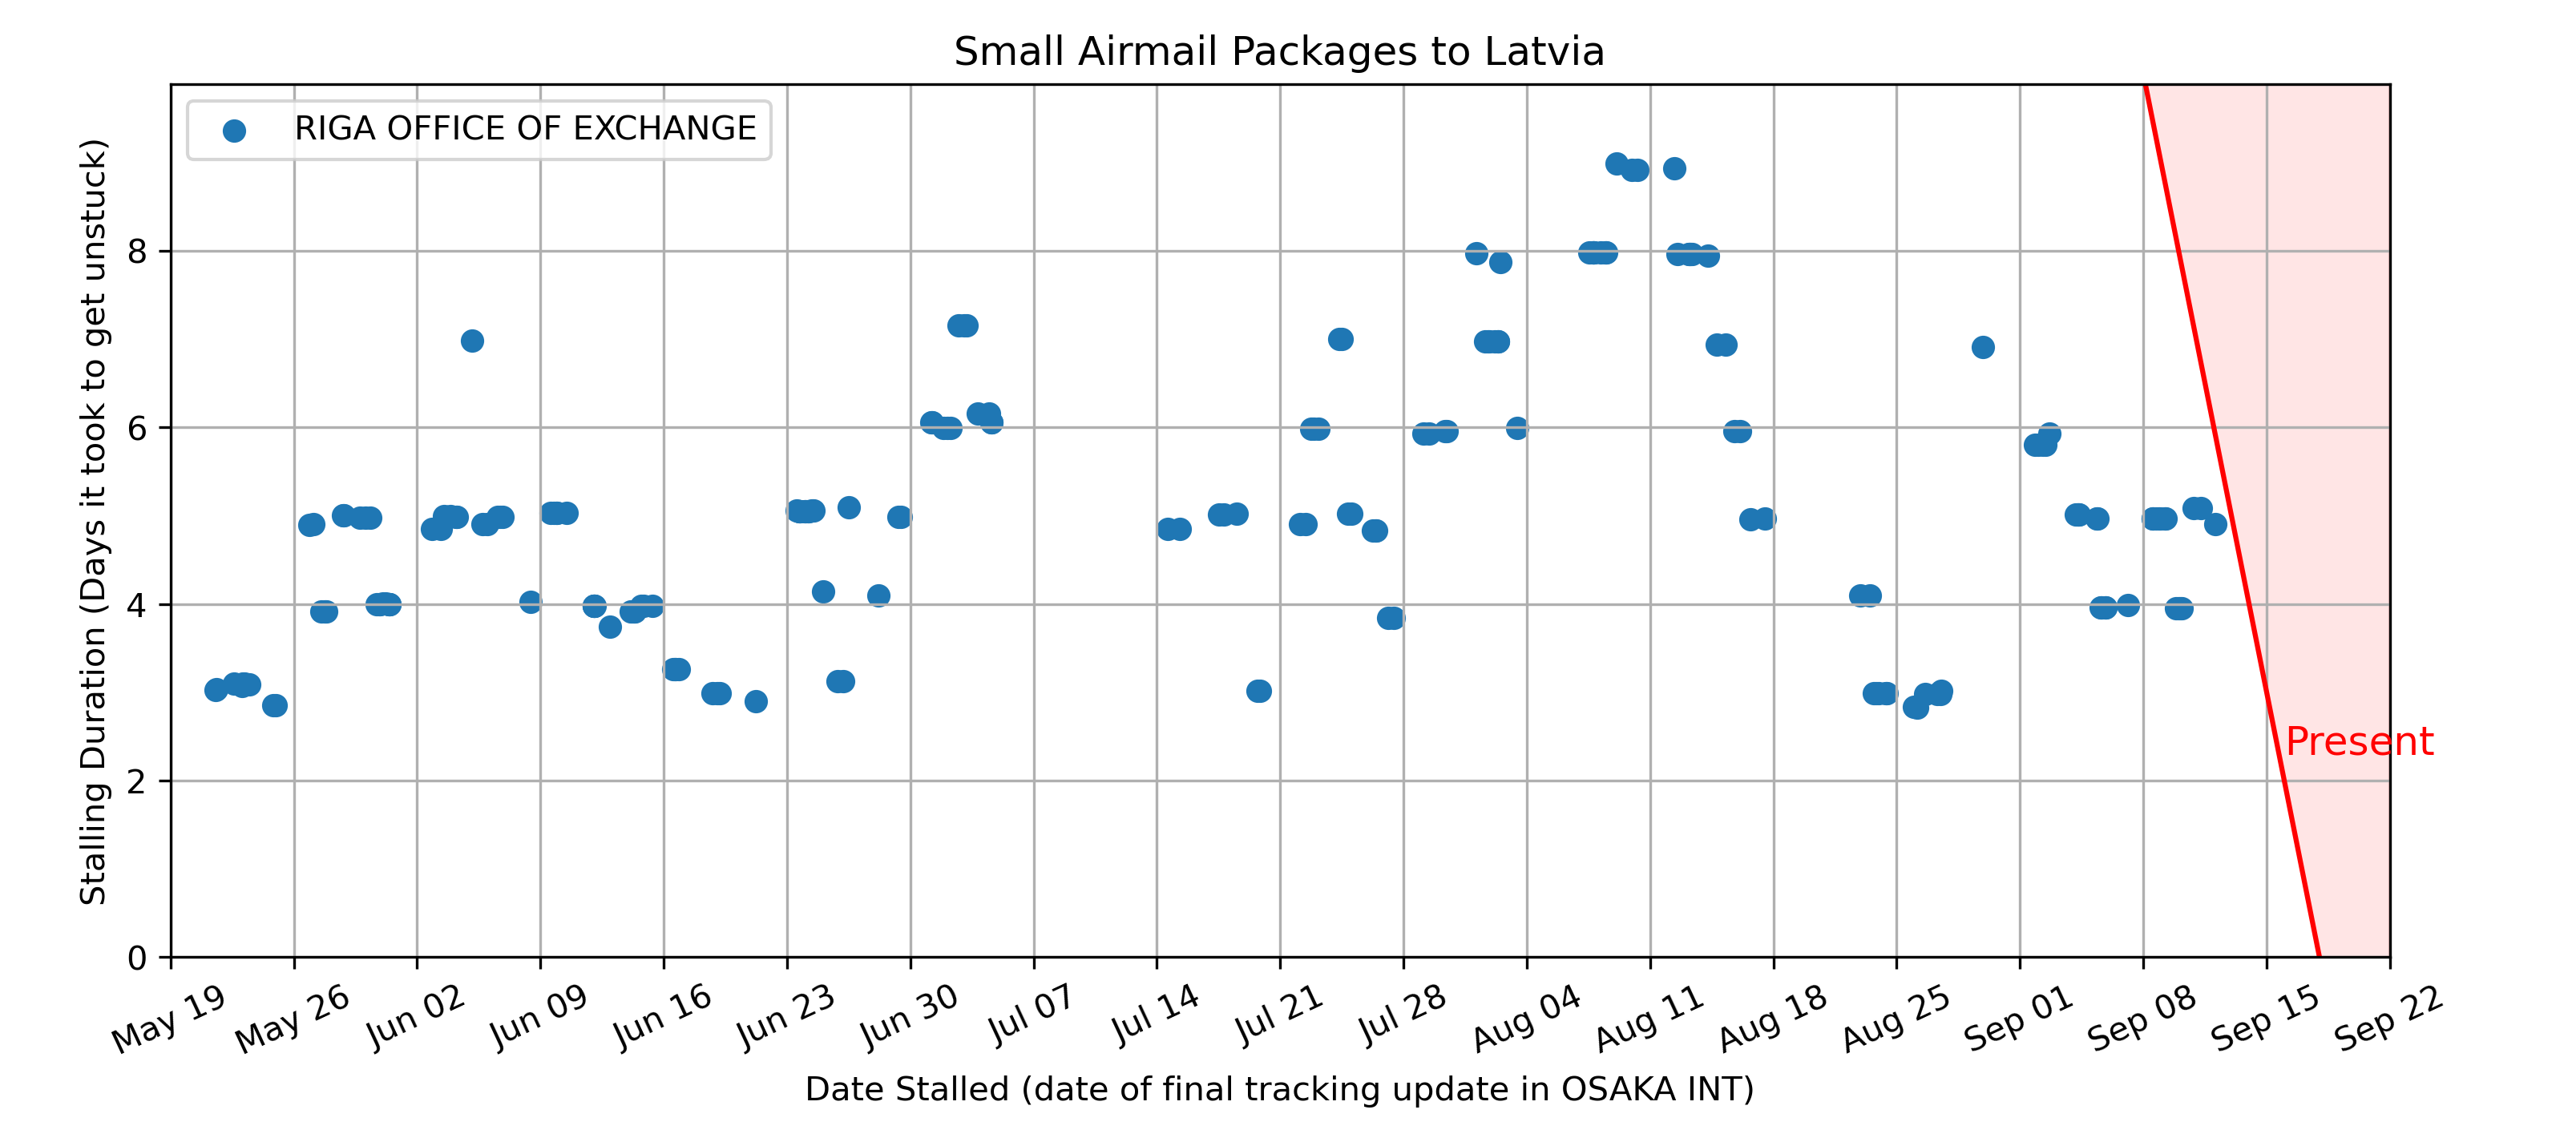 Small Airmail Packages to Latvia
RIGA OFFICE OF EXCHANGE
Stalling Duration (Days it took to get unstuck)
8
6
4
2
0
Present
May 19 May 26 Jun 02 Jun 09 Jun 16 Jun 23 Jun 30 Jul 07 Jul 14 Jul 21 Jul 28 Aug 04 Aug 11 Aug 18 Aug 25 Sep 01 Sep 08 Sep 15 Sep 22
Date Stalled (date of final tracking update in OSAKA INT)